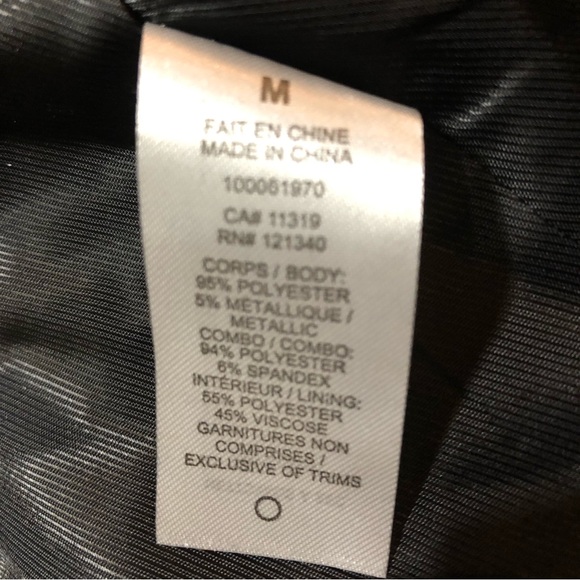 M
FAIT EN CHINE
MADE IN CHINA
100061970
CA# 11319
RN# 121340
CORPS / BODY:
95% POLYESTER
5% MÉTALLIQUE /
METALLIC
COMBO / COMBO:
94% POLYESTER
6% SPANDEX
INTÉRIEUR / LINING:
55% POLYESTER
45% VISCOSE
GARNITURES NON
COMPRISES /
EXCLUSIVE OF TRIMS